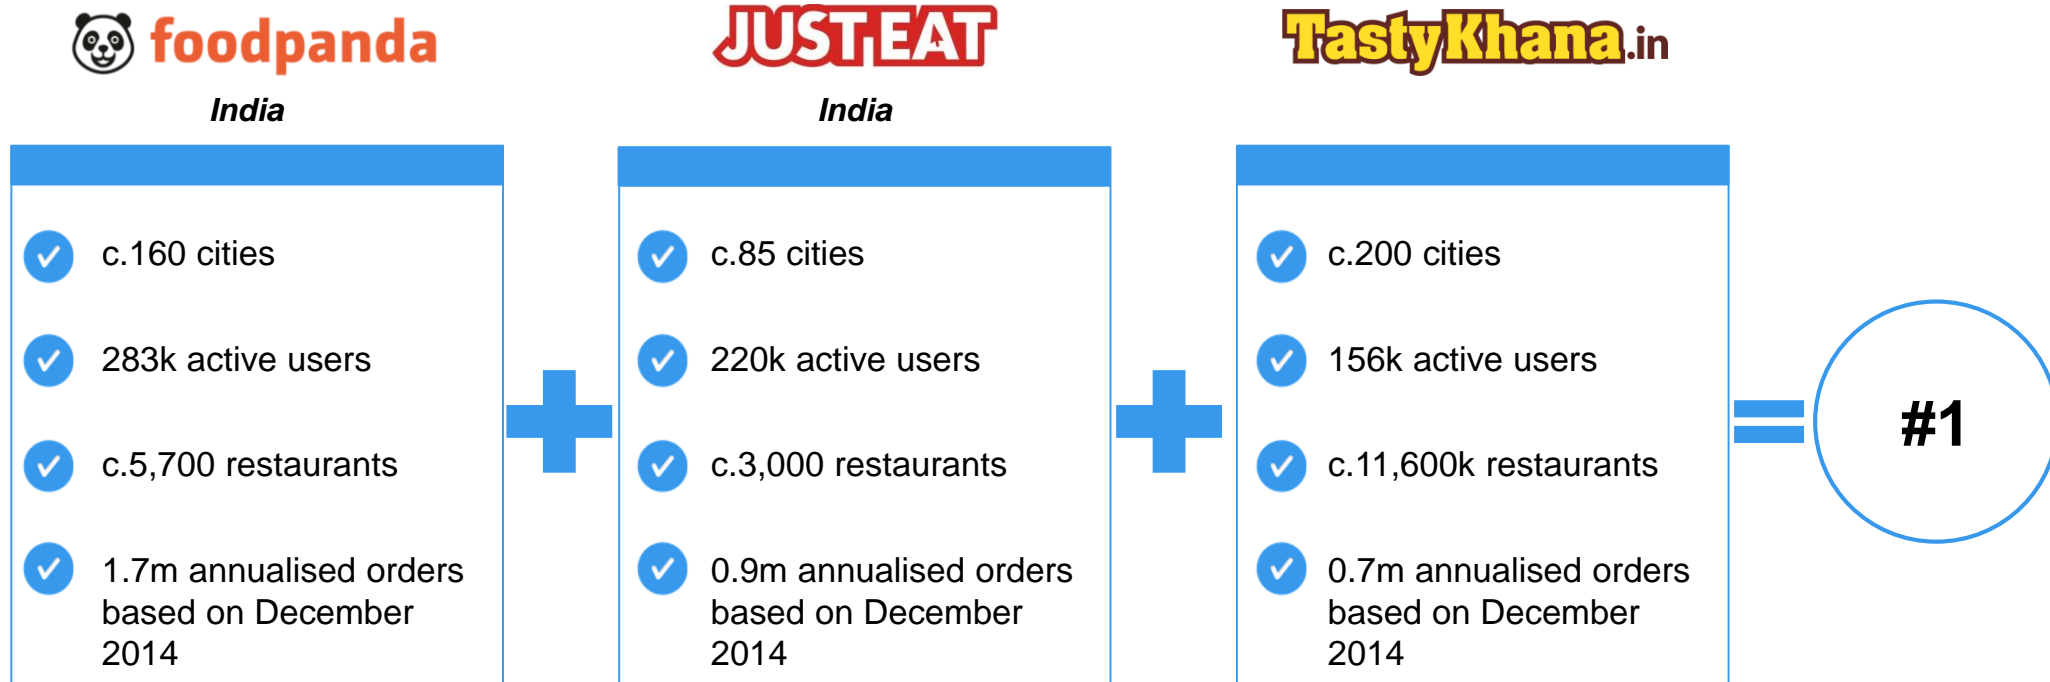 foodpanda
India
c.160 cities
283k active users
c.5,700 restaurants
1.7m annualised orders
based on December
2014
JUST EAT
India
c.85 cities
220k active users
c.3,000 restaurants
0.9m annualised orders
based on December
2014
TastyKhana.in
c.200 cities
156k active users
c.11,600k restaurants
0.7m annualised orders
based on December
2014
#1